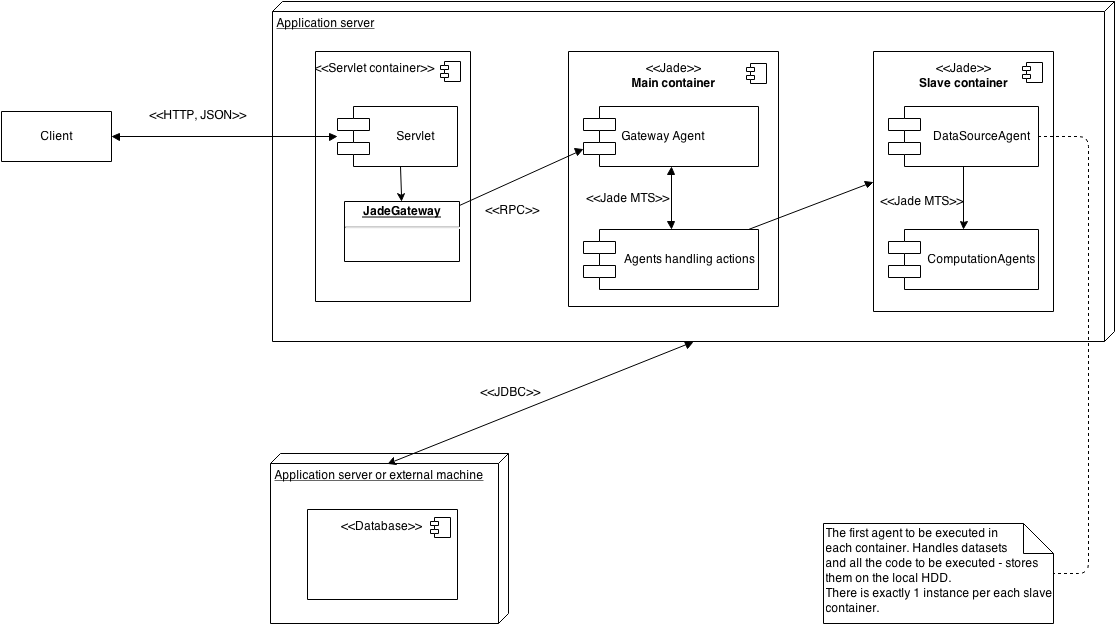 Application server
<<Servlet container>>
<<Jade>>
Main container
<<Jade>>
Slave container
<<HTTP, JSON>>
Client
Servlet
Gateway Agent
DataSourceAgent
<<Jade MTS>>
<<Jade MTS>>
JadeGateway
<<RPC>>
Agents handling actions
ComputationAgents
<<JDBC>>
Application server or external machine
<<Database>>
The first agent to be executed in
each container. Handles datasets
and all the code to be executed - stores
them on the local HDD.
There is exactly 1 instance per each slave
container.